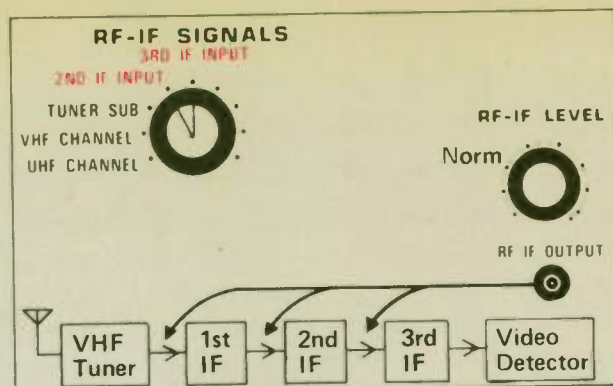 RF-IF SIGNALS
3RD IF INPUT
2ND IF INPUT
TUNER SUB
VHF CHANNEL
UHF CHANNEL
RF-IF LEVEL
Norm
RF IF OUTPUT
VHF
Tuner
1st
IF
2nd
IF
3rd
IF
Video
Detector